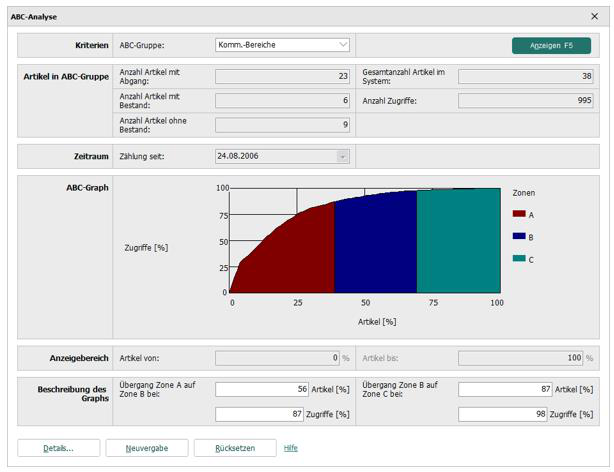 ABC-Analyse
Kriterien ABC-Gruppe: Komm.-Bereiche Anzeigen F5
Artikel in ABC-Gruppe
Anzahl Artikel mit Abgang: 23
Gesamtanzahl Artikel im System: 38
Anzahl Artikel mit Bestand: 6
Anzahl Zugriffe: 995
Anzahl Artikel ohne Bestand: 9
Zeitraum Zählung seit: 24.08.2006
ABC-Graph
Zugriffe [%]
100
75
50
25
0
0 25 50 75 100
Artikel [%]
Zonen
A
B
C
Anzeigebereich Artikel von: 0 % Artikel bis: 100 %
Beschreibung des Graphs
Übergang Zone A auf Zone B bei: 56 Artikel [%]
87 Zugriffe [%]
Übergang Zone B auf Zone C bei: 87 Artikel [%]
98 Zugriffe [%]
Details... Neuvergabe Rücksetzen Hilfe